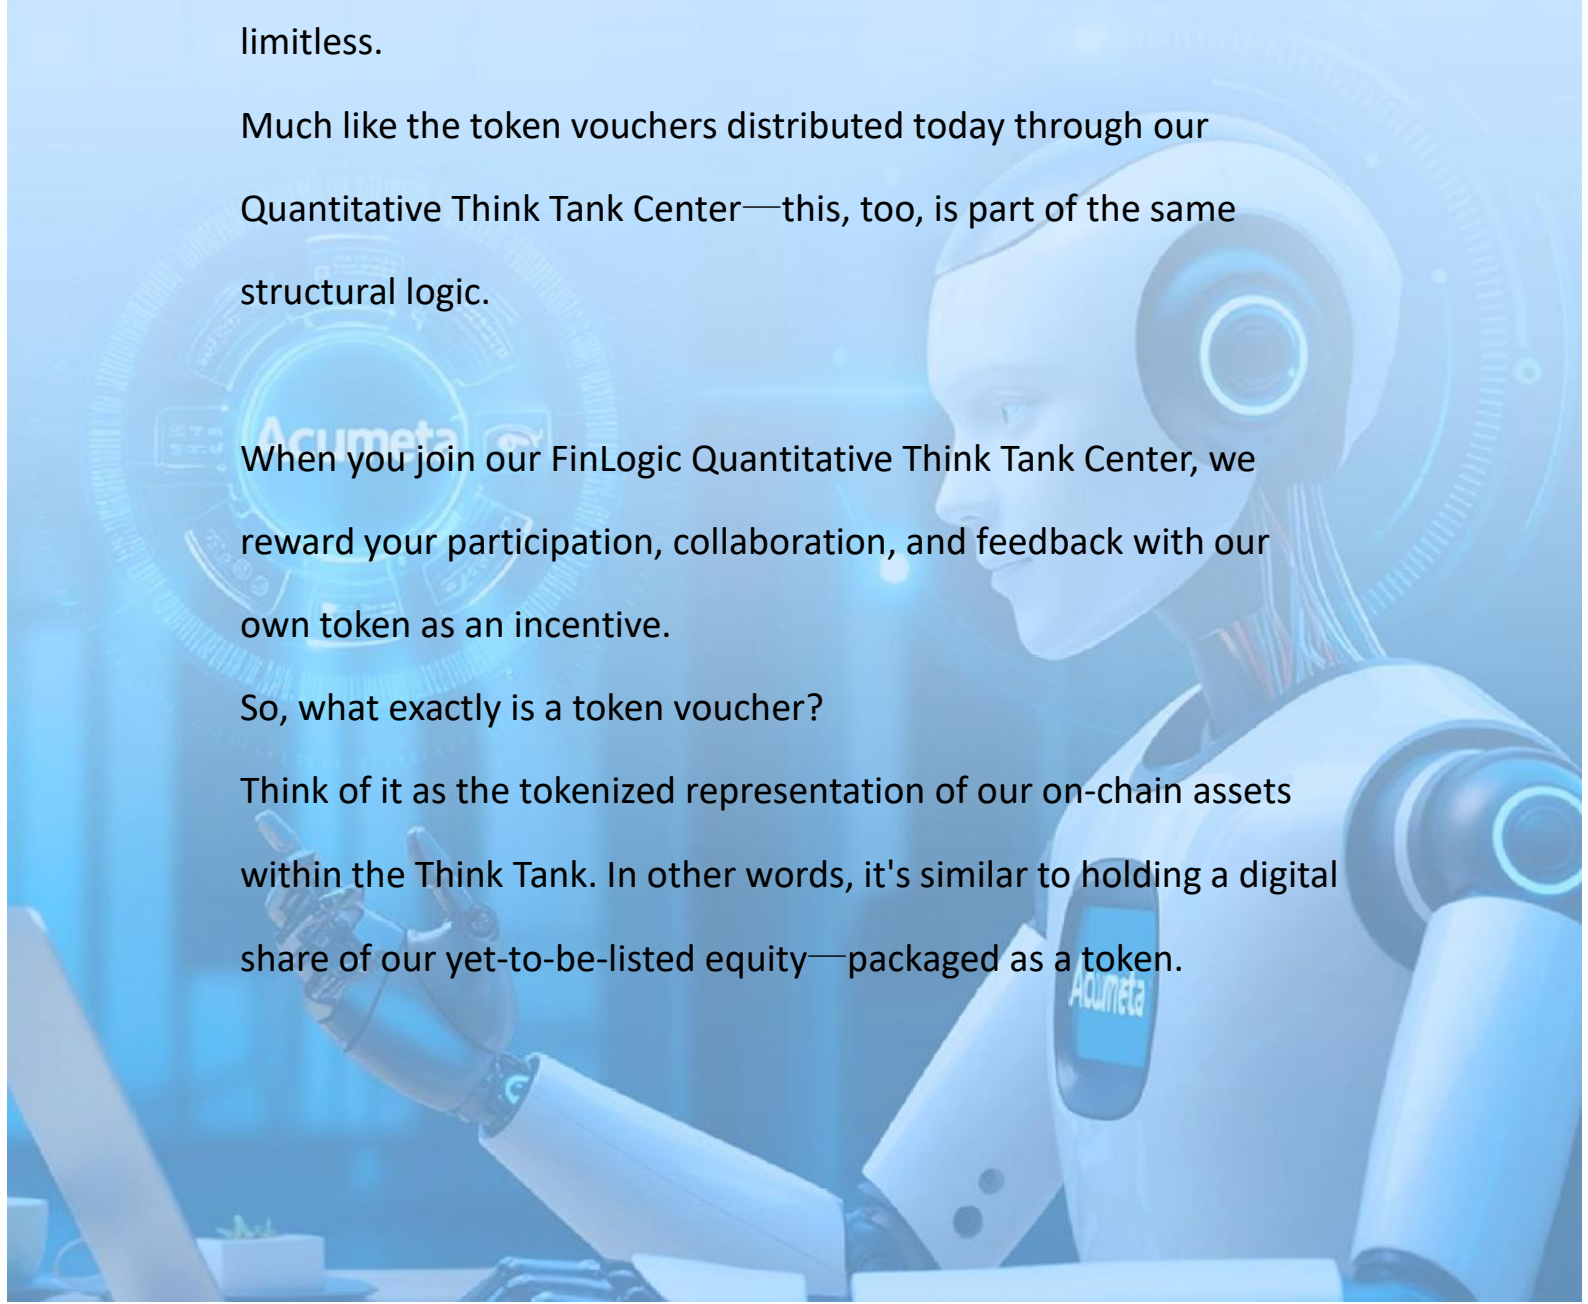 limitless.
Much like the token vouchers distributed today through our
Quantitative Think Tank Center—this, too, is part of the same
structural logic.
Acumeta
When you join our FinLogic Quantitative Think Tank Center, we
reward your participation, collaboration, and feedback with our
own token as an incentive.
So, what exactly is a token voucher?
Think of it as the tokenized representation of our on-chain assets
within the Think Tank. In other words, it's similar to holding a digital
share of our yet-to-be-listed equity—packaged as a token.
Acumeta